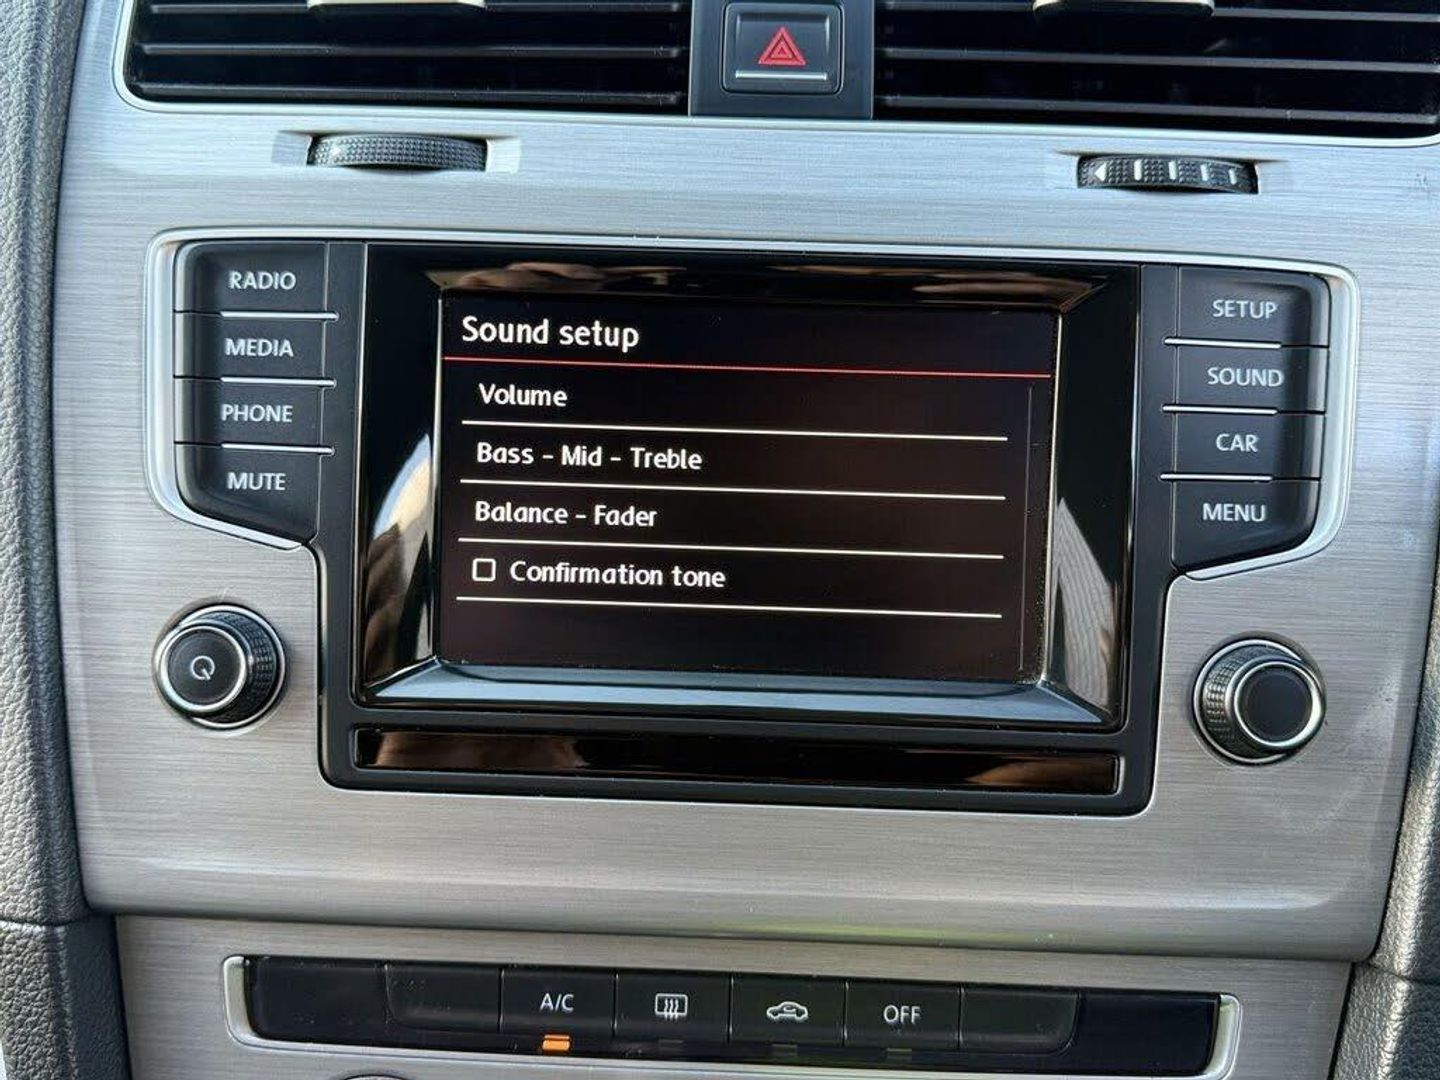 RADIO
MEDIA
PHONE
MUTE
Sound setup
Volume
Bass - Mid - Treble
Balance - Fader
Confirmation tone
SETUP
SOUND
CAR
MENU
A/C
OFF